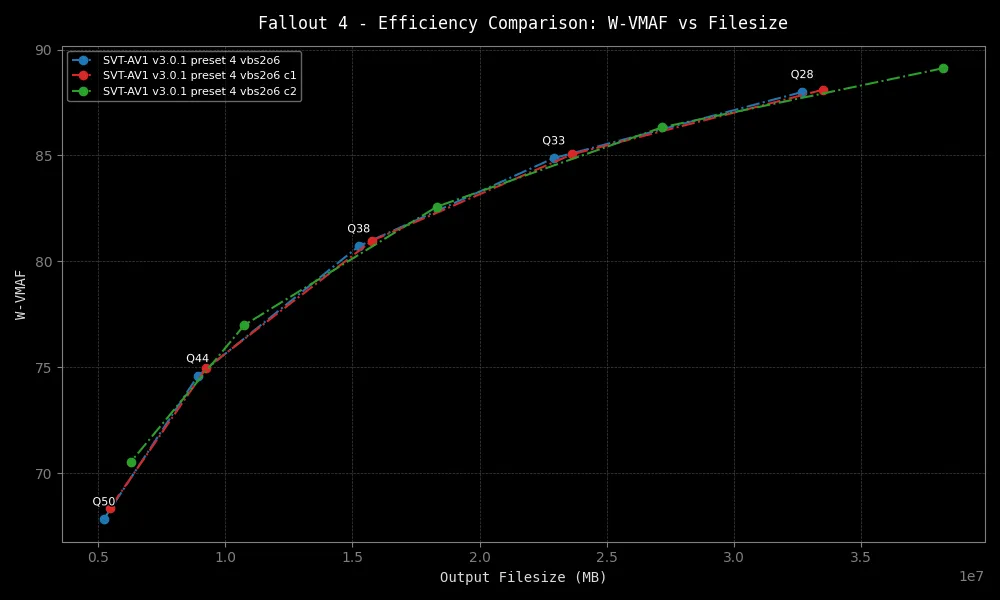 Fallout 4 - Efficiency Comparison: W-VMAF vs Filesize
90
85
80
75
70
W-VMAF
SVT-AV1 v3.0.1 preset 4 vbs2o6
SVT-AV1 v3.0.1 preset 4 vbs2o6 c1
SVT-AV1 v3.0.1 preset 4 vbs2o6 c2
Q28
Q33
Q38
Q44
Q50
0.5 1.0 1.5 2.0 2.5 3.0 3.5
1e7
Output Filesize (MB)